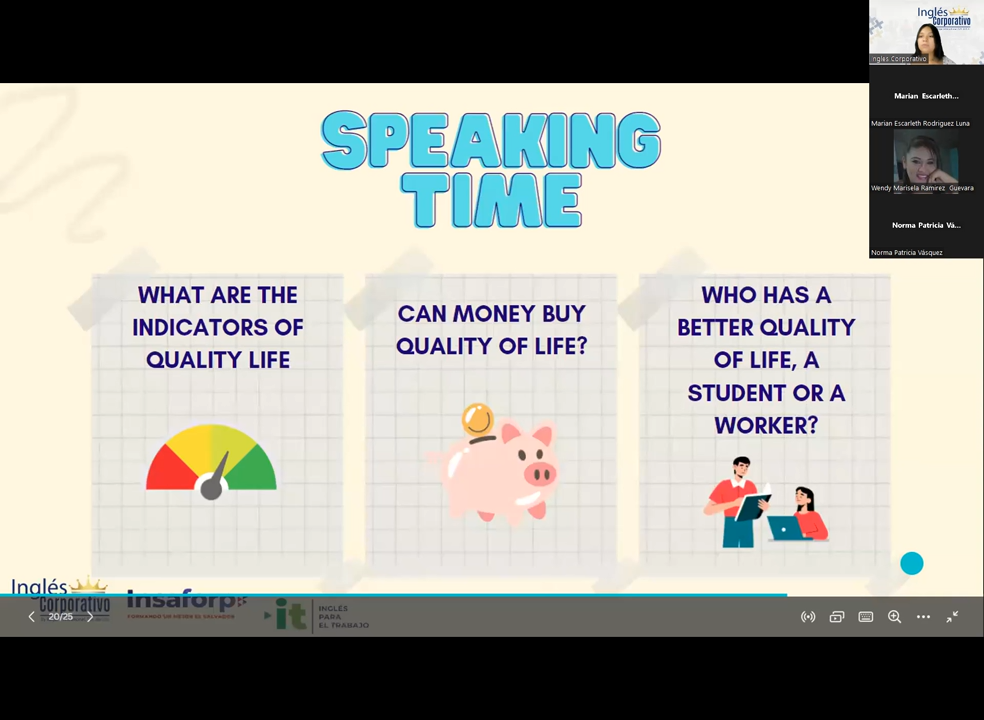 Inglés
Corporativo
Ingles Corporativo
Marian Escarleth...
Marian Escarleth Rodriguez Luna
Wendy Marisela Ramirez Guevara
Norma Patricia Vá...
Norma Patricia Vásquez
SPEAKING
TIME
WHAT ARE THE
INDICATORS OF
QUALITY LIFE
CAN MONEY BUY
QUALITY OF LIFE?
WHO HAS A
BETTER QUALITY
OF LIFE, A
STUDENT OR A
WORKER?
Inglés
Corporativo
Insaforp
FORMANDO UN MEJOR EL SALVADOR
it
INGLÉS
PARA
EL TRABAJO
20/25